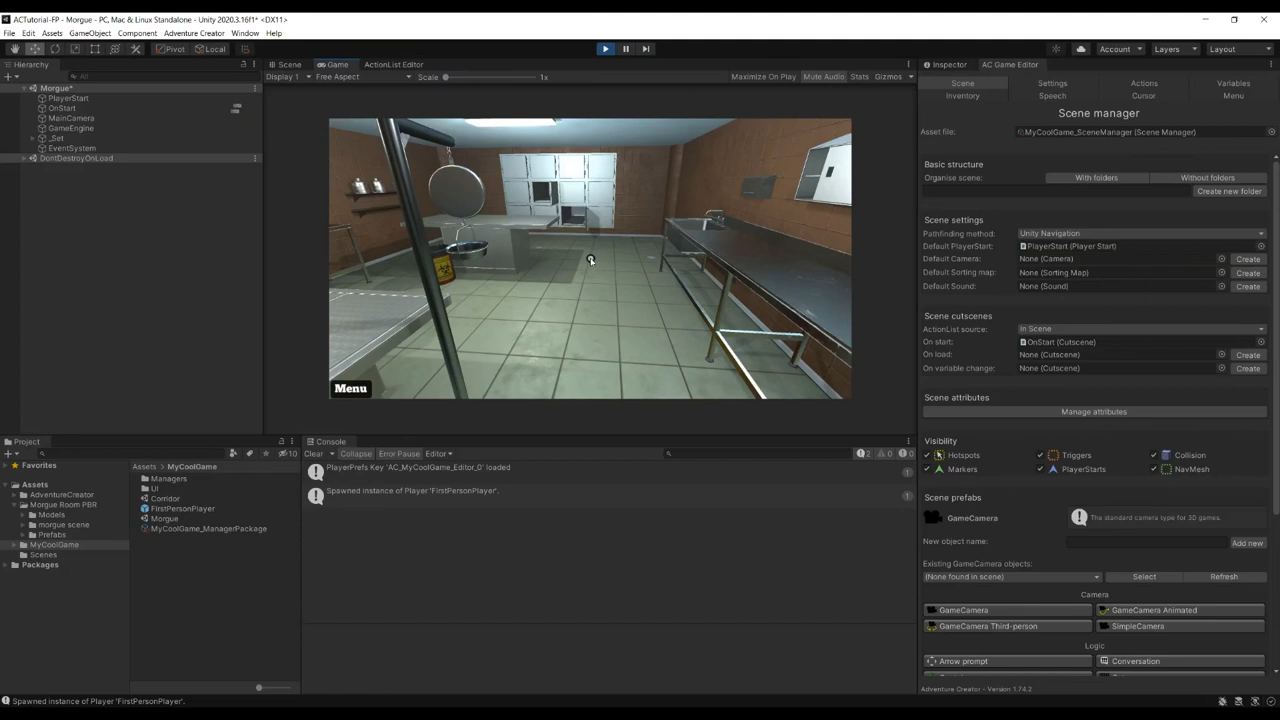 ACTutorial-FP - Morgue - PC, Mac & Linux Standalone - Unity 2020.3.16f1* <DX11>
File Edit Assets GameObject Component Adventure Creator Window Help
Pivot Local Account Layers Layout
Hierarchy
All
Morgue*
PlayerStart
OnStart
MainCamera
GameEngine
_Set
EventSystem
DontDestroyOnLoad
Scene Game ActionList Editor
Display 1 Free Aspect Scale 1x Maximize On Play Mute Audio Stats Gizmos
Menu
Inspector AC Game Editor
Scene Settings Actions Variables
Inventory Speech Cursor Menu
Scene manager
Asset file: MyCoolGame_SceneManager (Scene Manager)
Basic structure
Organise scene: With folders Without folders
Create new folder
Scene settings
Pathfinding method: Unity Navigation
Default PlayerStart: PlayerStart (Player Start)
Default Camera: None (Camera) Create
Default Sorting map: None (Sorting Map) Create
Default Sound: None (Sound) Create
Scene cutscenes
ActionList source: In Scene
On start: OnStart (Cutscene)
On load: None (Cutscene) Create
On variable change: None (Cutscene) Create
Scene attributes
Manage attributes
Visibility
Hotspots Triggers Collision
Markers PlayerStarts NavMesh
Scene prefabs
GameCamera The standard camera type for 3D games.
New object name: Add new
Existing GameCamera objects:
(None found in scene) Select Refresh
Camera
GameCamera GameCamera Animated
GameCamera Third-person SimpleCamera
Logic
Arrow prompt Conversation
Adventure Creator - Version 1.74.2
Project
10
Favorites
Assets
AdventureCreator
Morgue Room PBR
Models
morgue scene
Prefabs
MyCoolGame
Scenes
Packages
Assets > MyCoolGame
Managers
UI
Corridor
FirstPersonPlayer
Morgue
MyCoolGame_ManagerPackage
Console
Clear Collapse Error Pause Editor 2 0 0
PlayerPrefs Key 'AC_MyCoolGame_Editor_0' loaded 1
Spawned instance of Player 'FirstPersonPlayer'. 1
Spawned instance of Player 'FirstPersonPlayer'.